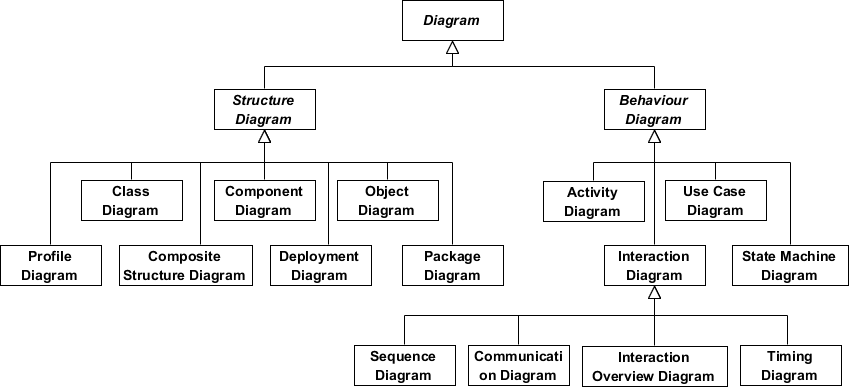 Diagram
Structure
Diagram
Behaviour
Diagram
Class
Diagram
Component
Diagram
Object
Diagram
Activity
Diagram
Use Case
Diagram
Profile
Diagram
Composite
Structure Diagram
Deployment
Diagram
Package
Diagram
Interaction
Diagram
State Machine
Diagram
Sequence
Diagram
Communicati
on Diagram
Interaction
Overview Diagram
Timing
Diagram